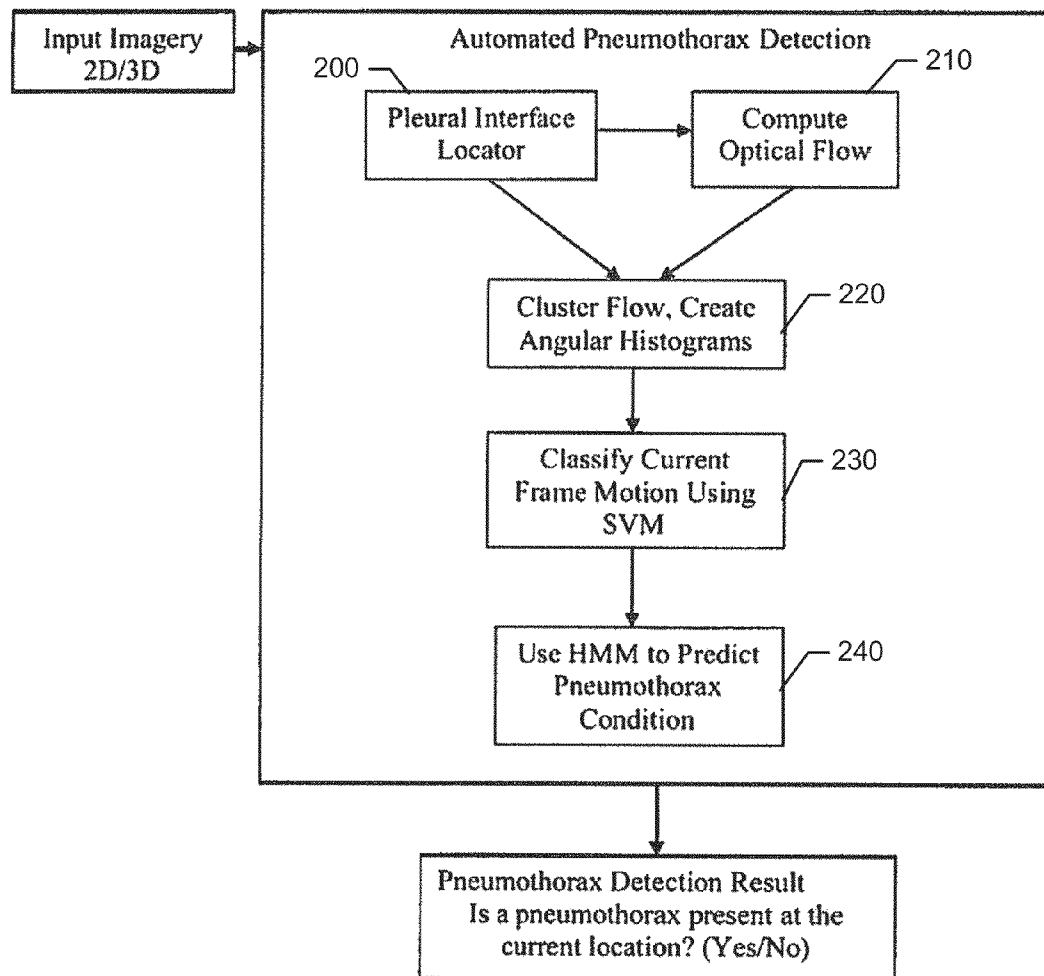 Input Imagery
2D/3D
Automated Pneumothorax Detection
200
210
Pleural Interface
Locator
Compute
Optical Flow
Cluster Flow, Create
Angular Histograms
220
Classify Current
Frame Motion Using
SVM
230
Use HMM to Predict
Pneumothorax
Condition
240
Pneumothorax Detection Result
Is a pneumothorax present at the
current location? (Yes/No)